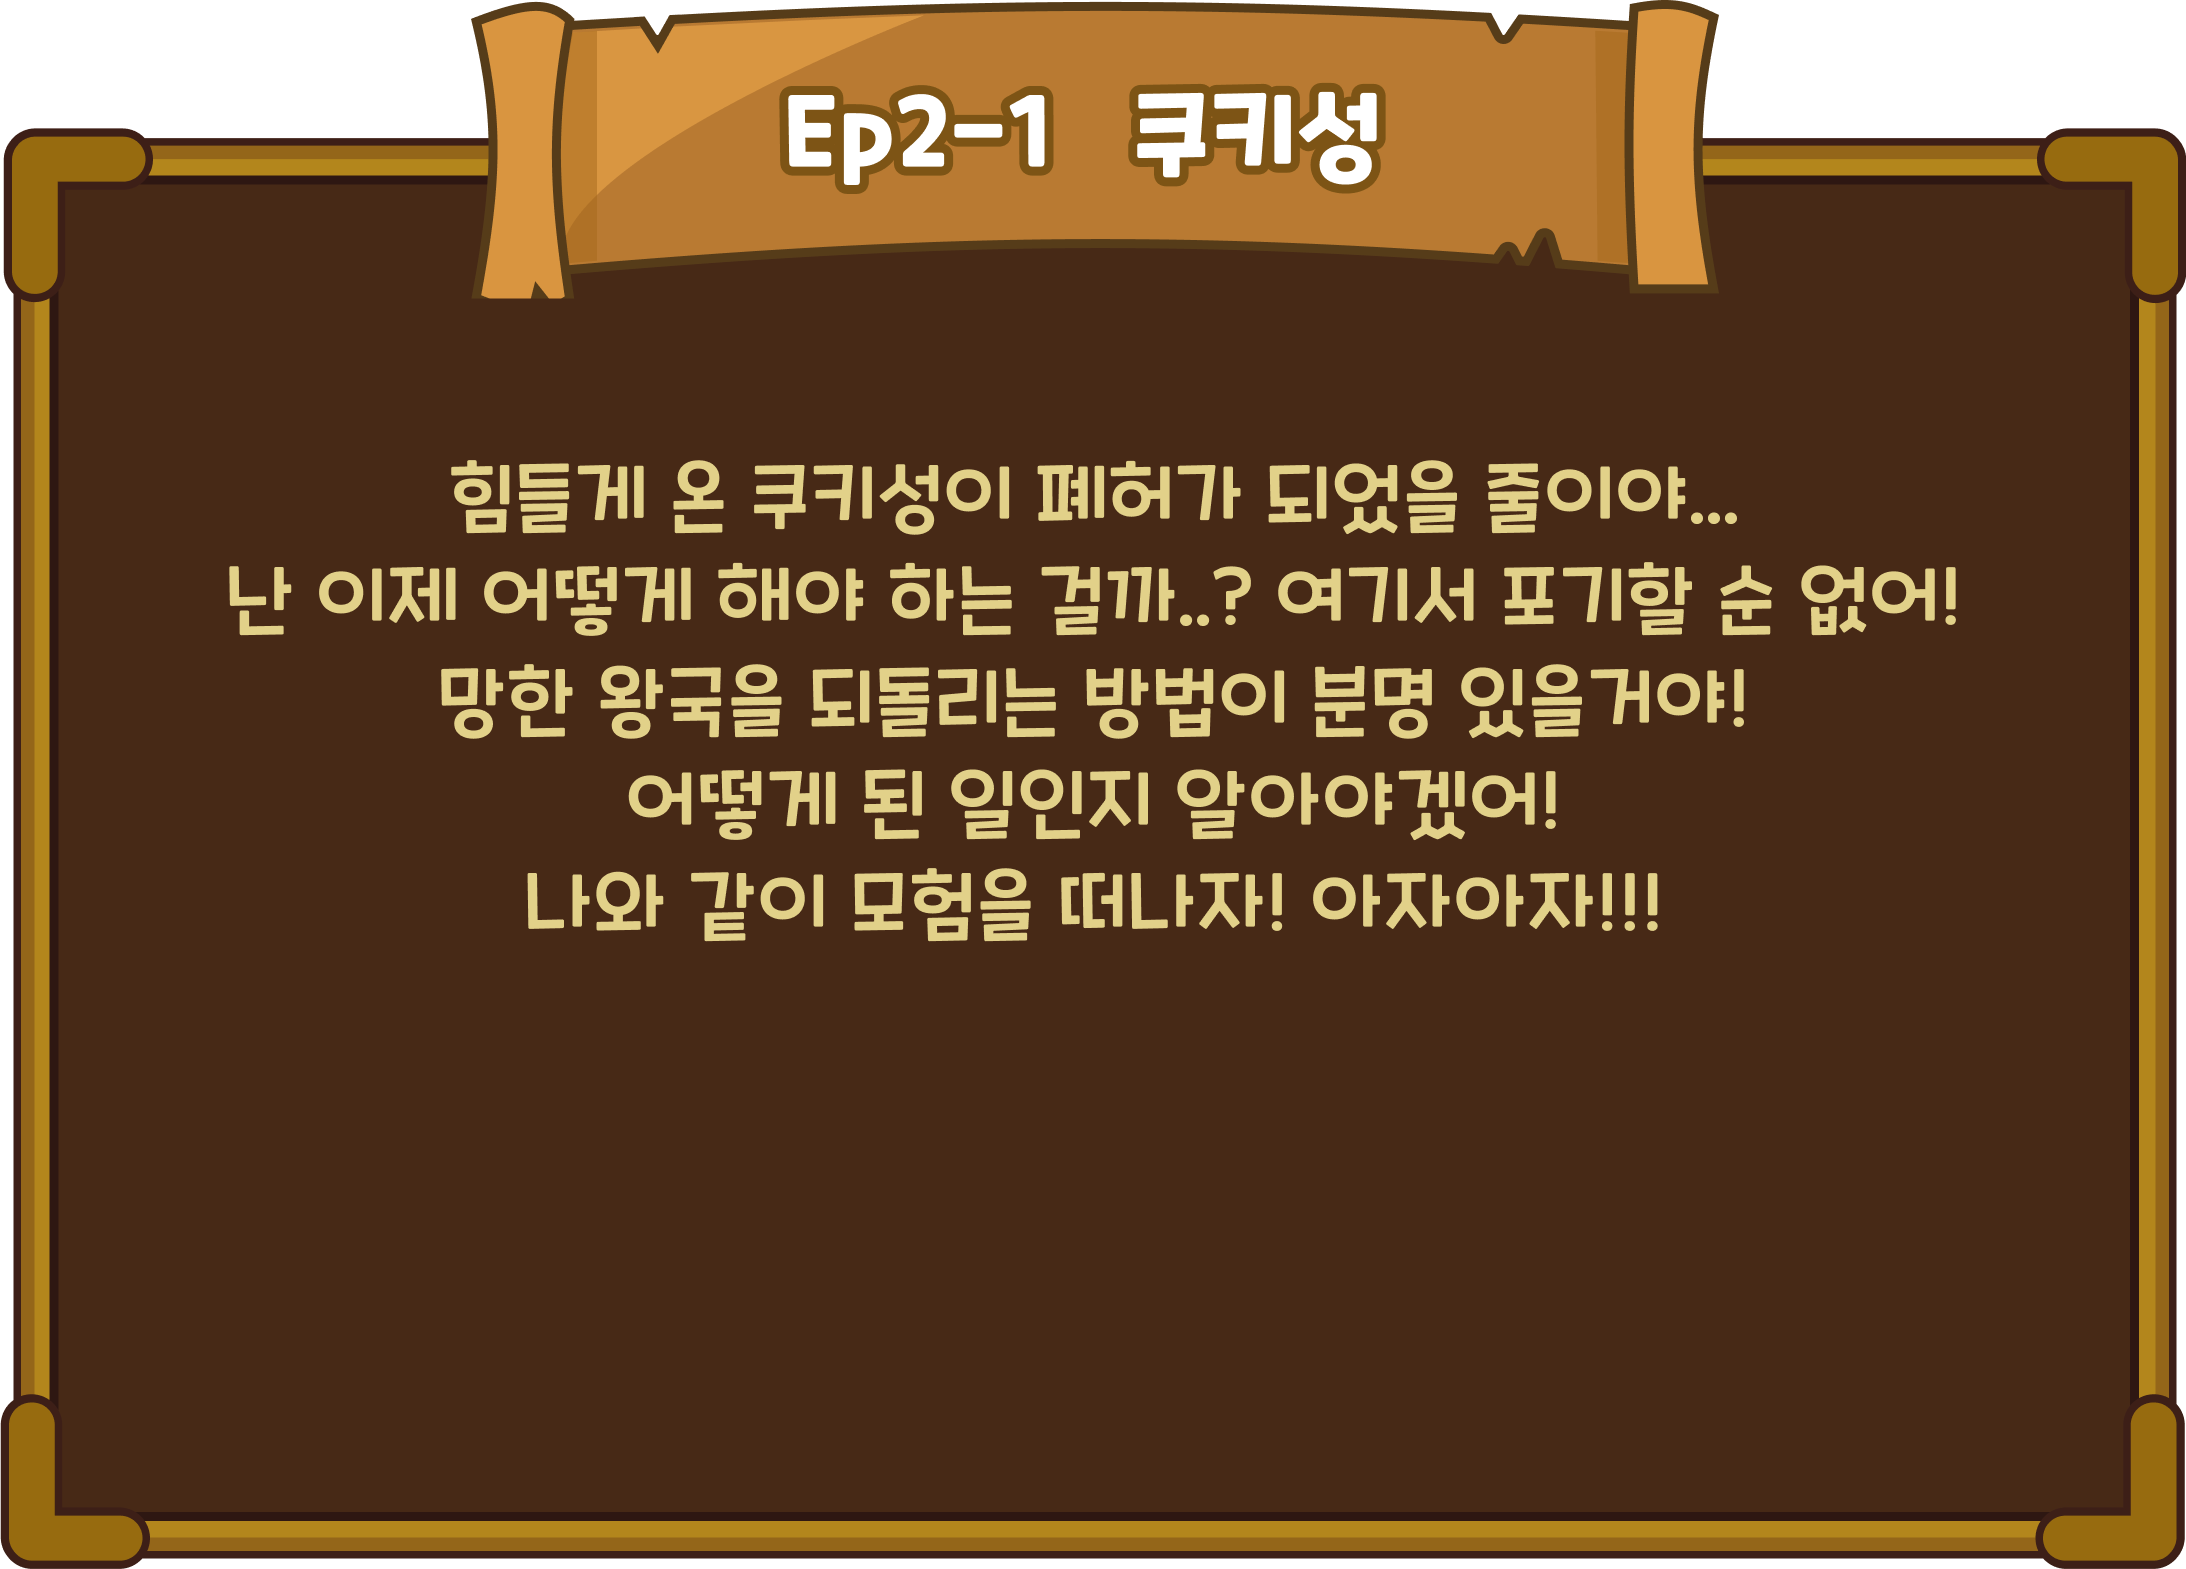 Ep2-1 쿠키성
힘들게 온 쿠키성이 폐허가 되었을 줄이야...
난 이제 어떻게 해야 하는 걸까..? 여기서 포기할 순 없어!
망한 왕국을 되돌리는 방법이 분명 있을거야!
어떻게 된 일인지 알아야겠어!
나와 같이 모험을 떠나자! 아자아자!!!